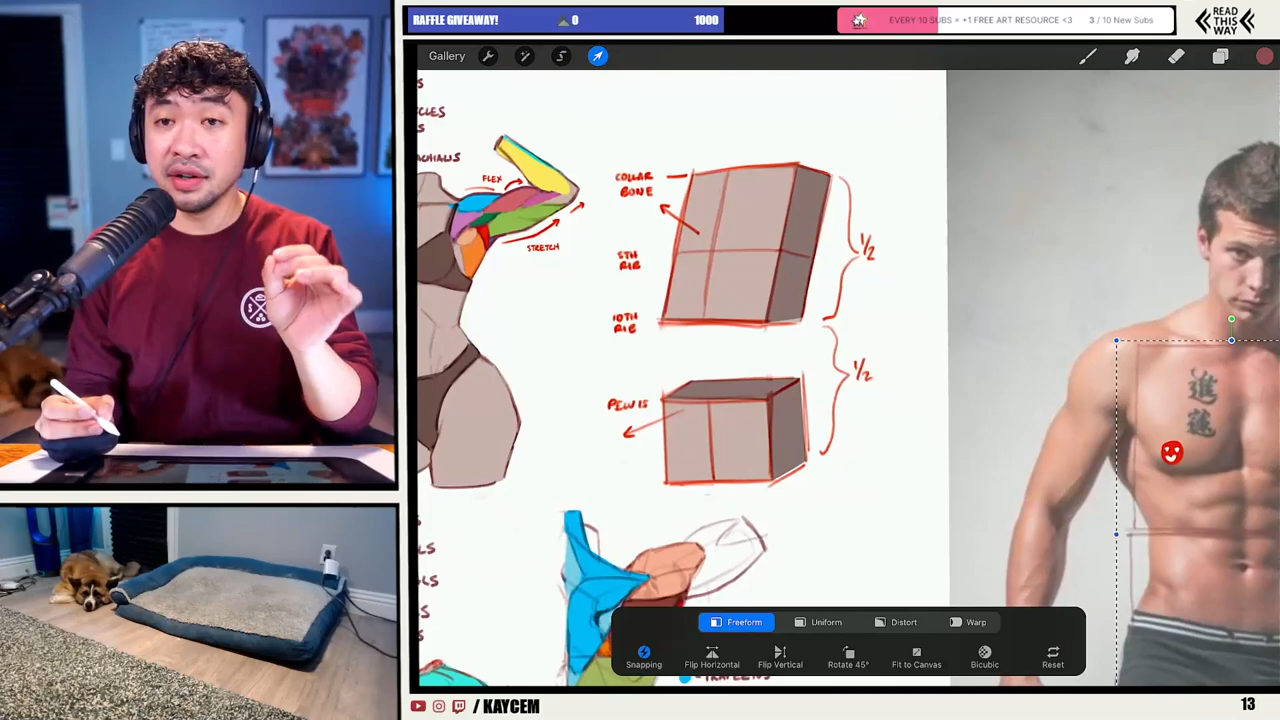 RAFFLE GIVEAWAY! 0 1000
EVERY 10 SUBS = +1 FREE ART RESOURCE <3 3 / 10 New Subs
READ
THIS
WAY
Gallery
FLEX
STRETCH
COLLAR
BONE
5TH
RIB
10TH
RIB
1/2
1/2
PELVIS
進
Freeform Uniform Distort Warp
Snapping Flip Horizontal Flip Vertical Rotate 45° Fit to Canvas Bicubic Reset
/ KAYCEM
13